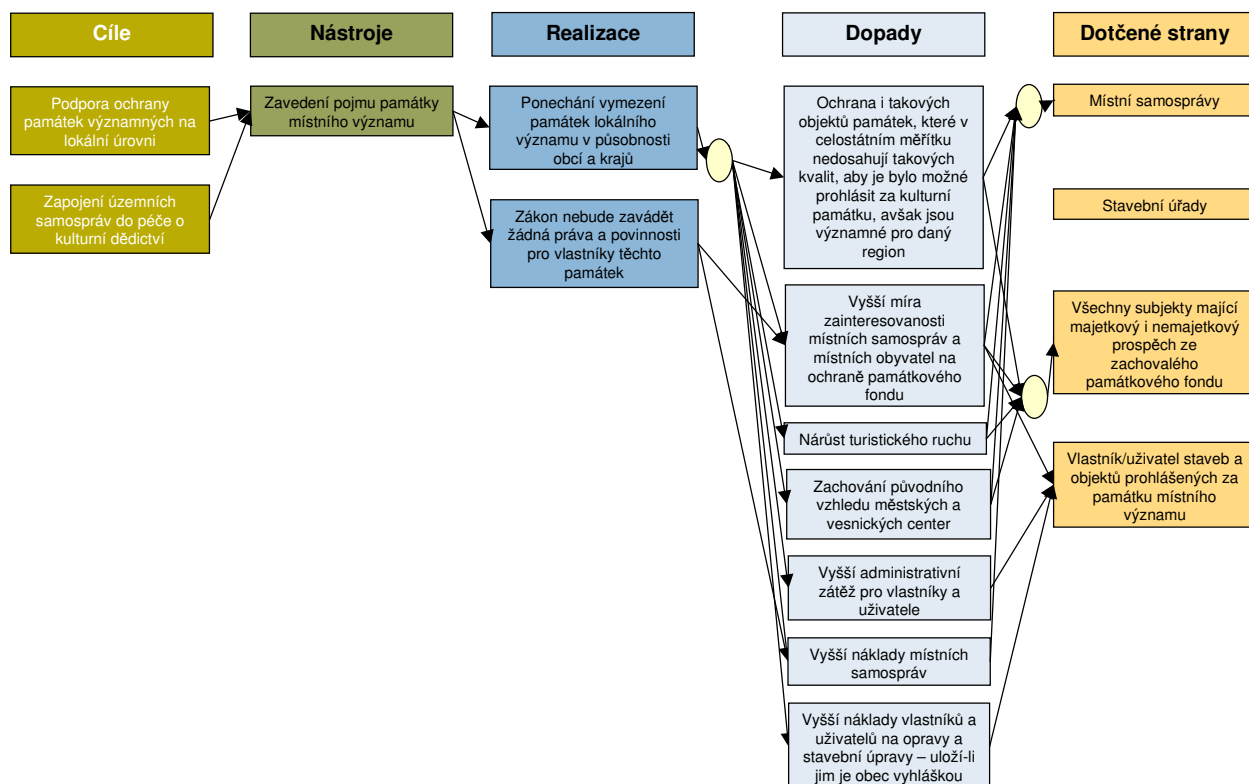 Cíle
Nástroje
Realizace
Dopady
Dotčené strany
Podpora ochrany
památek významných na
lokální úrovni
Zapojení územních
samospráv do péče o
kulturní dědictví
Zavedení pojmu památky
místního významu
Ponechání vymezení
památek lokálního
významu v působnosti
obcí a krajů
Zákon nebude zavádět
žádná práva a povinnosti
pro vlastníky těchto
památek
Ochrana i takových
objektů památek, které v
celostátním měřítku
nedosahují takových
kvalit, aby je bylo možné
prohlásit za kulturní
památku, avšak jsou
významné pro daný
region
Vyšší míra
zainteresovanosti
místních samospráv a
místních obyvatel na
ochraně památkového
fondu
Nárůst turistického ruchu
Zachování původního
vzhledu městských a
vesnických center
Vyšší administrativní
zátěž pro vlastníky a
uživatele
Vyšší náklady místních
samospráv
Vyšší náklady vlastníků a
uživatelů na opravy a
stavební úpravy – uloží-li
jim je obec vyhláškou
Místní samosprávy
Stavební úřady
Všechny subjekty mající
majetkový i nemajetkový
prospěch ze
zachovalého
památkového fondu
Vlastník/uživatel staveb a
objektů prohlášených za
památku místního
významu